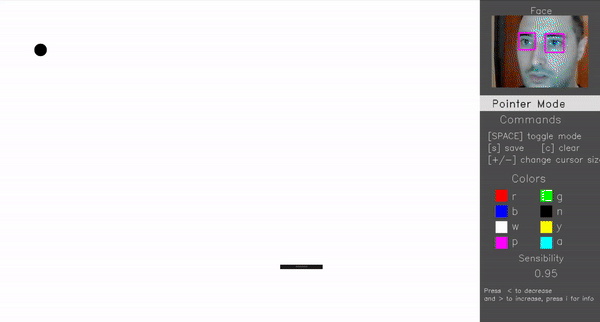 Face
Pointer Mode
Commands
[SPACE] toggle mode
[s] save [c] clear
[+/-] change cursor size
Colors
r g
b n
w y
p a
Sensibility
0.95
Press < to decrease
and > to increase, press i for info